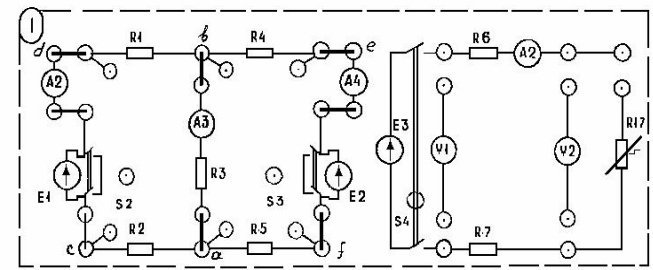 1
d R1 b R4 e R6 A2
A2 A4
A3 E3 V1 V2 R17
R3
E1 S2 S3 E2 S4
c R2 a R5 f R7